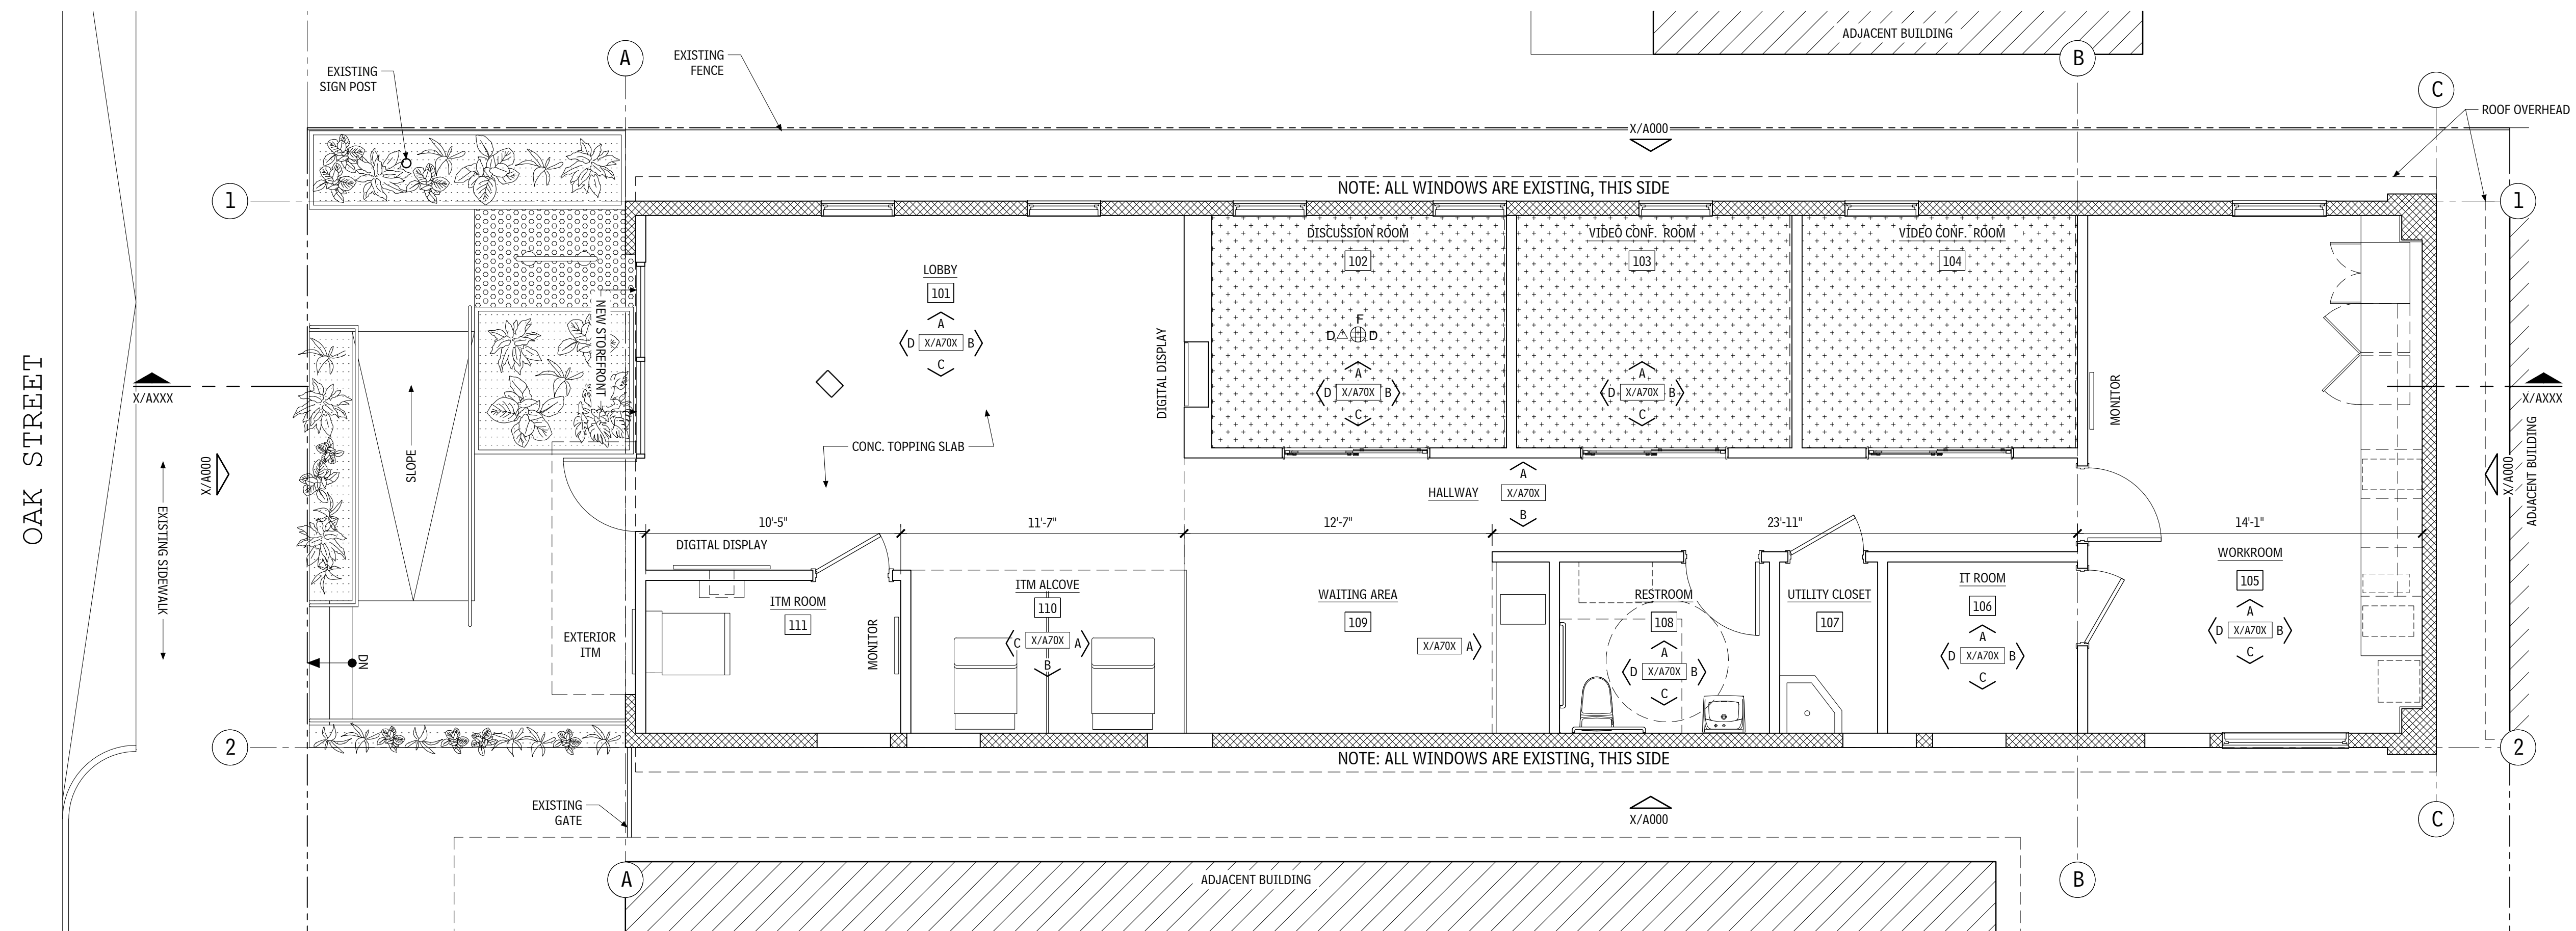 ADJACENT BUILDING
A
B
EXISTING
FENCE
EXISTING
SIGN POST
C
ROOF OVERHEAD
X/A000
NOTE: ALL WINDOWS ARE EXISTING, THIS SIDE
1
1
DISCUSSION ROOM
102
VIDEO CONF. ROOM
103
VIDEO CONF. ROOM
104
LOBBY
101
A
D X/A70X B
C
NEW STOREFRONT
F
D D
A
D X/A70X B
C
A
D X/A70X B
C
DIGITAL DISPLAY
MONITOR
OAK STREET
X/AXXX
X/AXXX
CONC. TOPPING SLAB
SLOPE
X/A000
X/A000
ADJACENT BUILDING
EXISTING SIDEWALK
HALLWAY
A
X/A70X
B
10'-5"
11'-7"
12'-7"
23'-11"
14'-1"
DIGITAL DISPLAY
ITM ROOM
111
MONITOR
ITM ALCOVE
110
C X/A70X A
B
WAITING AREA
109
X/A70X A
RESTROOM
108
A
D X/A70X B
C
UTILITY CLOSET
107
IT ROOM
106
A
D X/A70X B
C
WORKROOM
105
A
D X/A70X B
C
EXTERIOR
ITM
DN
2
2
NOTE: ALL WINDOWS ARE EXISTING, THIS SIDE
EXISTING
GATE
X/A000
C
A
ADJACENT BUILDING
B